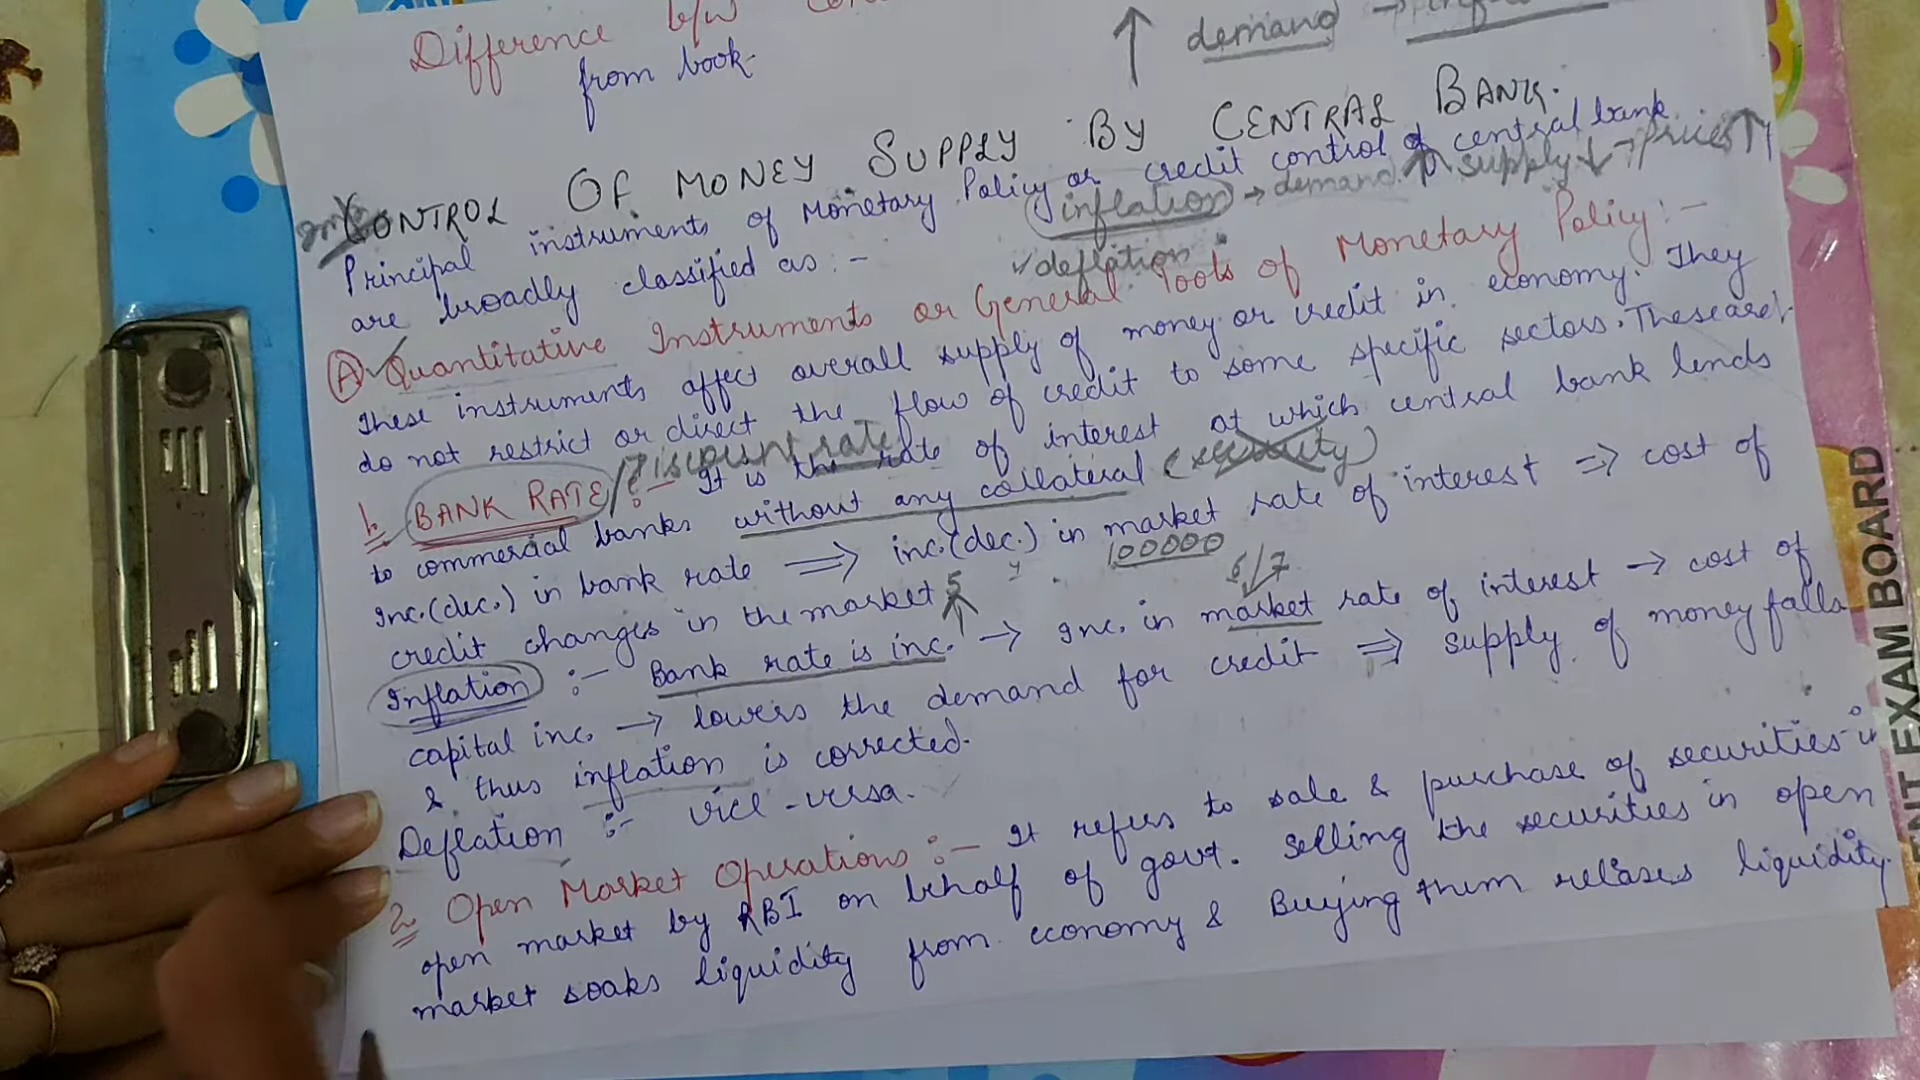 Difference b/w
from book.
↑ demand →
CONTROL OF MONEY SUPPLY BY CENTRAL BANK.
Principal instruments of Monetary Policy or credit control of central bank
inflation → demand ↑ supply ↓ → prices ↑
are broadly classified as :-
✓ deflation
(A) ✓ Quantitative Instruments or General Tools of Monetary Policy :-
These instruments affect overall supply of money or credit in economy. They
do not restrict or direct the flow of credit to some specific sectors. These are:-
1. BANK RATE / Discount rate :- It is the rate of interest at which central bank lends
to commercial banks without any collateral (security)
Inc.(dec.) in bank rate ⟹ inc.(dec.) in market rate of interest ⟹ cost of
100000
credit changes in the market
5
6/7
Inflation :- Bank rate is inc. → Inc. in market rate of interest → cost of
capital inc. → lowers the demand for credit ⟹ supply of money falls
& thus inflation is corrected.
Deflation :- vice-versa.
2. Open Market Operations :- It refers to sale & purchase of securities in
open market by RBI on behalf of govt. Selling the securities in open
market soaks liquidity from economy & Buying them releases liquidity.
EXAM BOARD